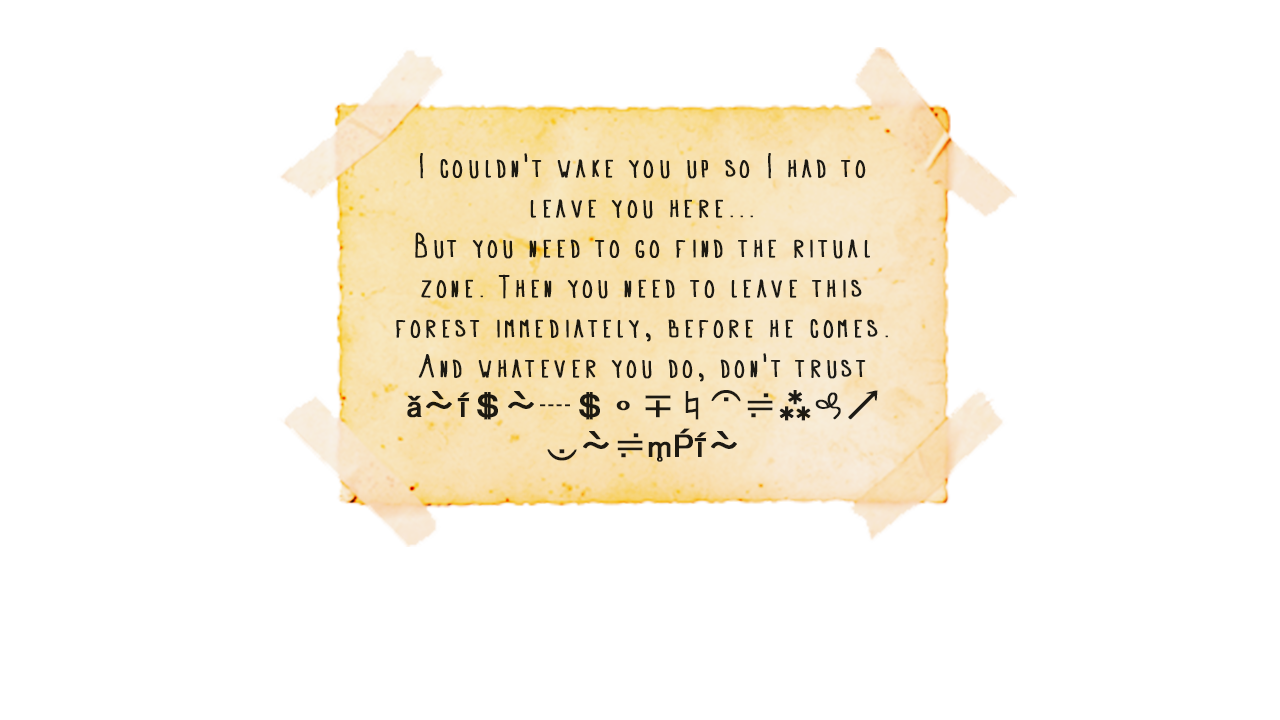 I couldn't wake you up so I had to
leave you here...
But you need to go find the ritual
zone. Then you need to leave this
forest immediately, before he comes.
And whatever you do, don't trust